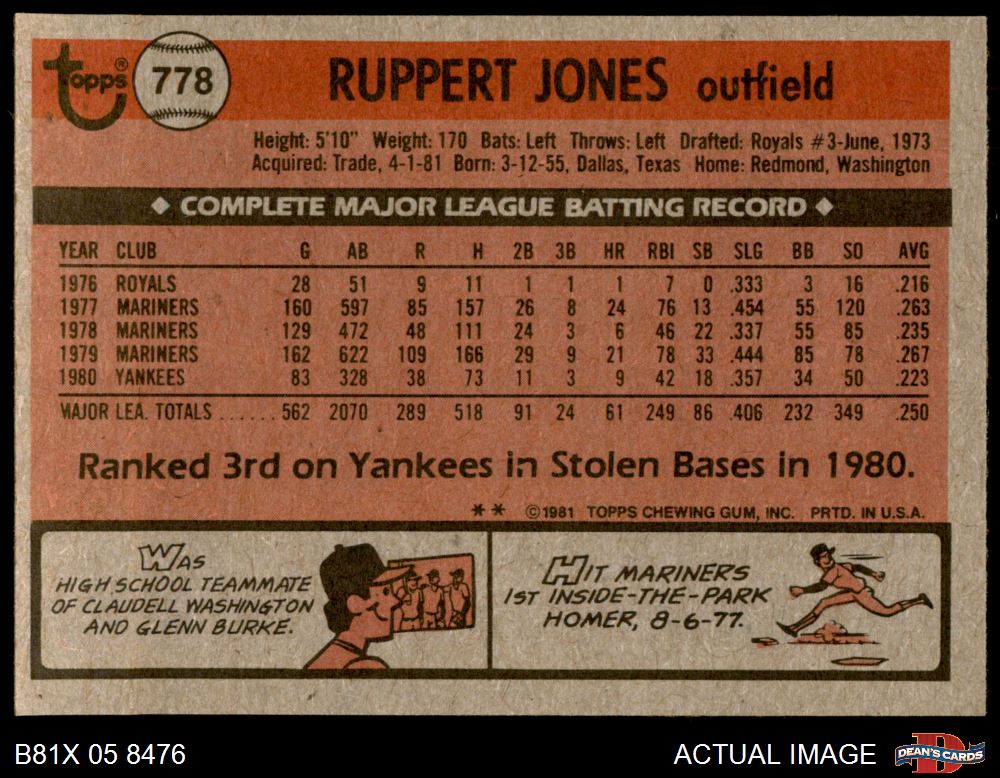 topps®
778
RUPPERT JONES outfield
Height: 5'10" Weight: 170 Bats: Left Throws: Left Drafted: Royals #3-June, 1973
Acquired: Trade, 4-1-81 Born: 3-12-55, Dallas, Texas Home: Redmond, Washington
◆ COMPLETE MAJOR LEAGUE BATTING RECORD ◆
YEAR CLUB G AB R H 2B 3B HR RBI SB SLG BB SO AVG
1976 ROYALS 28 51 9 11 1 1 1 7 0 .333 3 16 .216
1977 MARINERS 160 597 85 157 26 8 24 76 13 .454 55 120 .263
1978 MARINERS 129 472 48 111 24 3 6 46 22 .337 55 85 .235
1979 MARINERS 162 622 109 166 29 9 21 78 33 .444 85 78 .267
1980 YANKEES 83 328 38 73 11 3 9 42 18 .357 34 50 .223
MAJOR LEA. TOTALS ...... 562 2070 289 518 91 24 61 249 86 .406 232 349 .250
Ranked 3rd on Yankees in Stolen Bases in 1980.
** ©1981 TOPPS CHEWING GUM, INC. PRTD. IN U.S.A.
WAS
HIGH SCHOOL TEAMMATE
OF CLAUDELL WASHINGTON
AND GLENN BURKE.
HIT MARINERS
1ST INSIDE-THE-PARK
HOMER, 8-6-77.
B81X 05 8476
ACTUAL IMAGE
DEAN'S CARDS